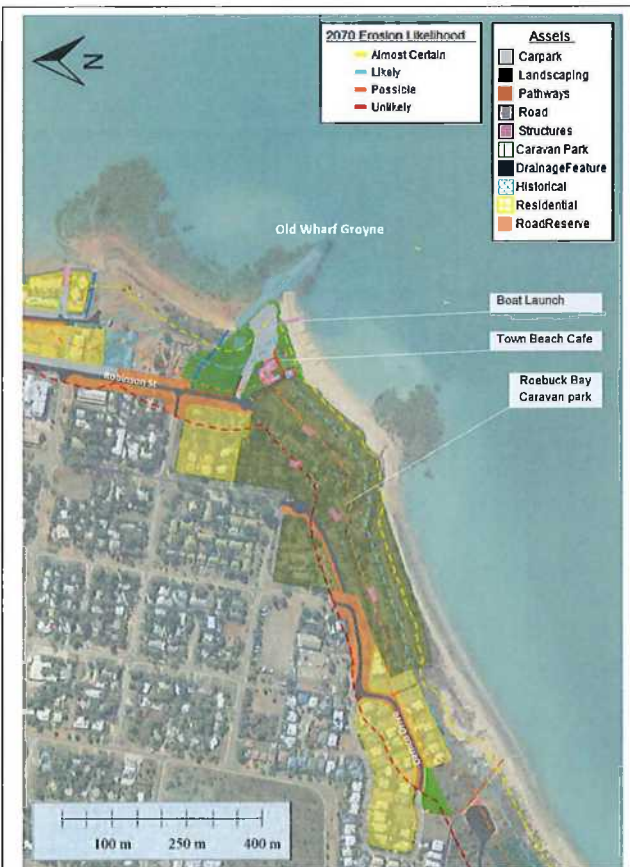 N
2070 Erosion Likelihood
Almost Certain
Likely
Possible
Unlikely
Assets
Carpark
Landscaping
Pathways
Road
Structures
Caravan Park
DrainageFeature
Historical
Residential
RoadReserve
Old Wharf Groyne
Boat Launch
Town Beach Cafe
Roebuck Bay
Caravan park
Robinson St
100 m 250 m 400 m